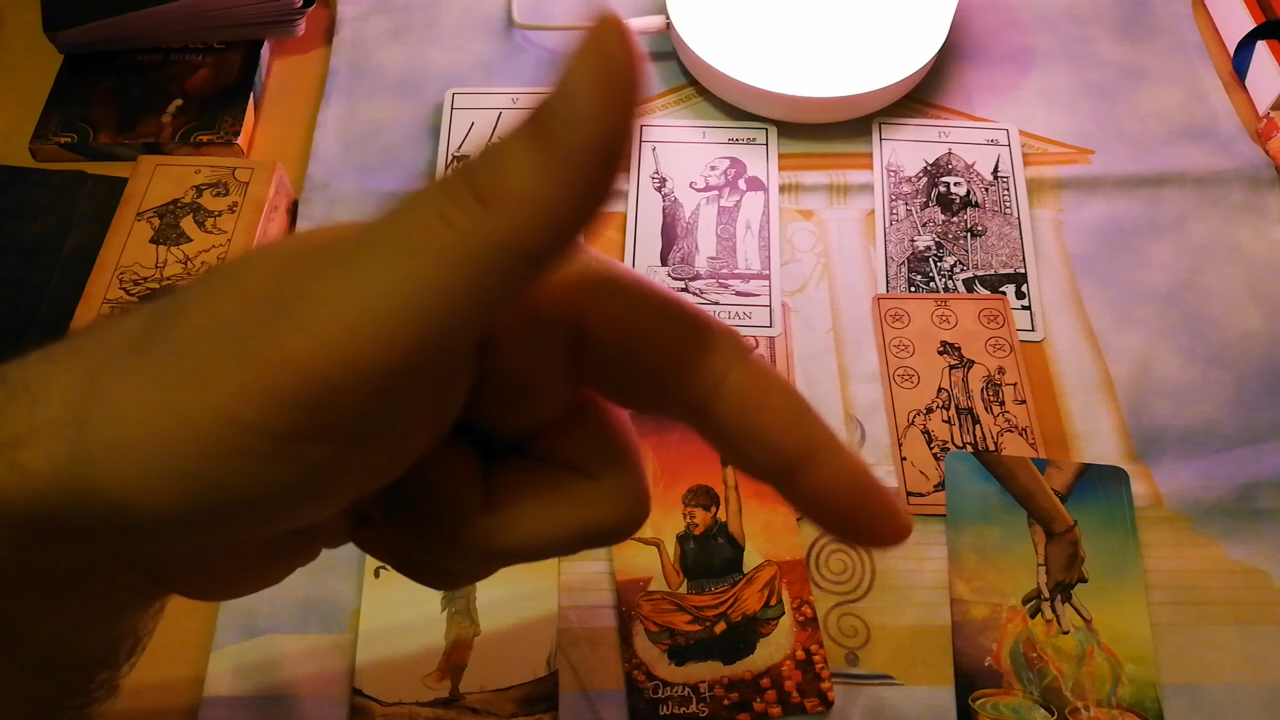 V
I MAYBE
IV YES
ICIAN
VI
Queen of
Wands